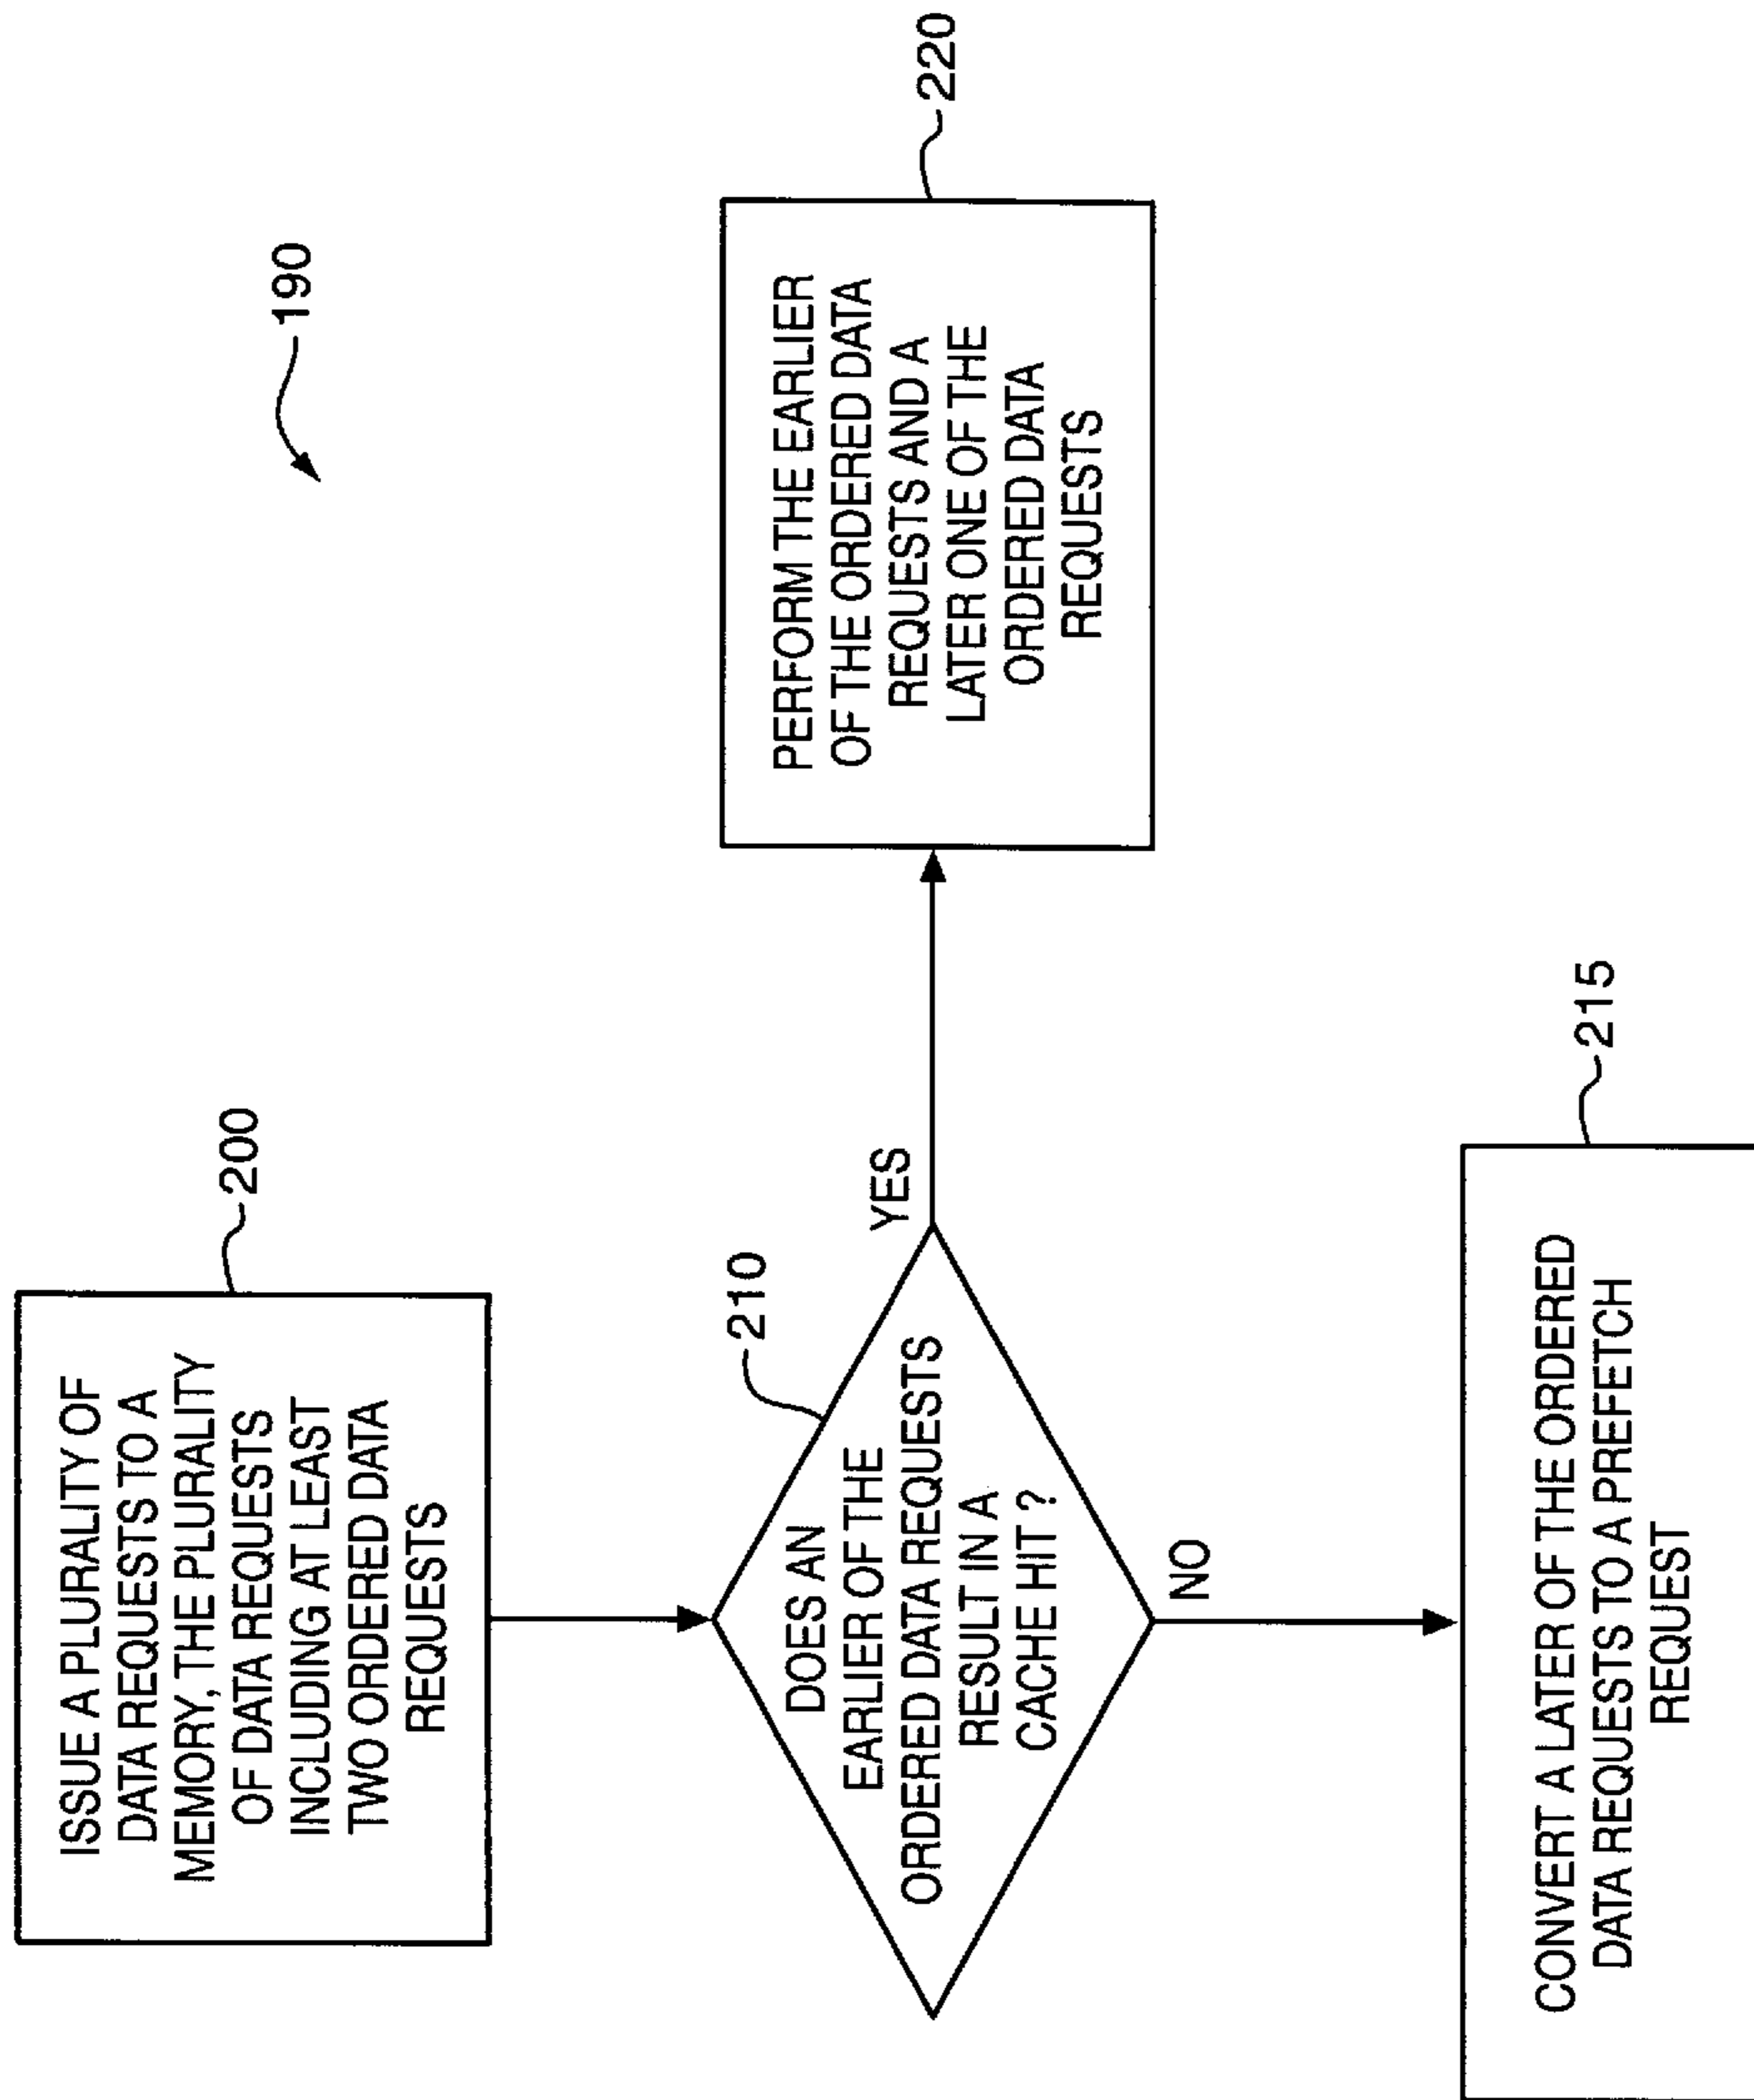 190
200
ISSUE A PLURALITY OF
DATA REQUESTS TO A
MEMORY, THE PLURALITY
OF DATA REQUESTS
INCLUDING AT LEAST
TWO ORDERED DATA
REQUESTS
210
DOES AN
EARLIER OF THE
ORDERED DATA REQUESTS
RESULT IN A
CACHE HIT ?
YES
NO
220
PERFORM THE EARLIER
OF THE ORDERED DATA
REQUESTS AND A
LATER ONE OF THE
ORDERED DATA
REQUESTS
215
CONVERT A LATER OF THE ORDERED
DATA REQUESTS TO A PREFETCH
REQUEST